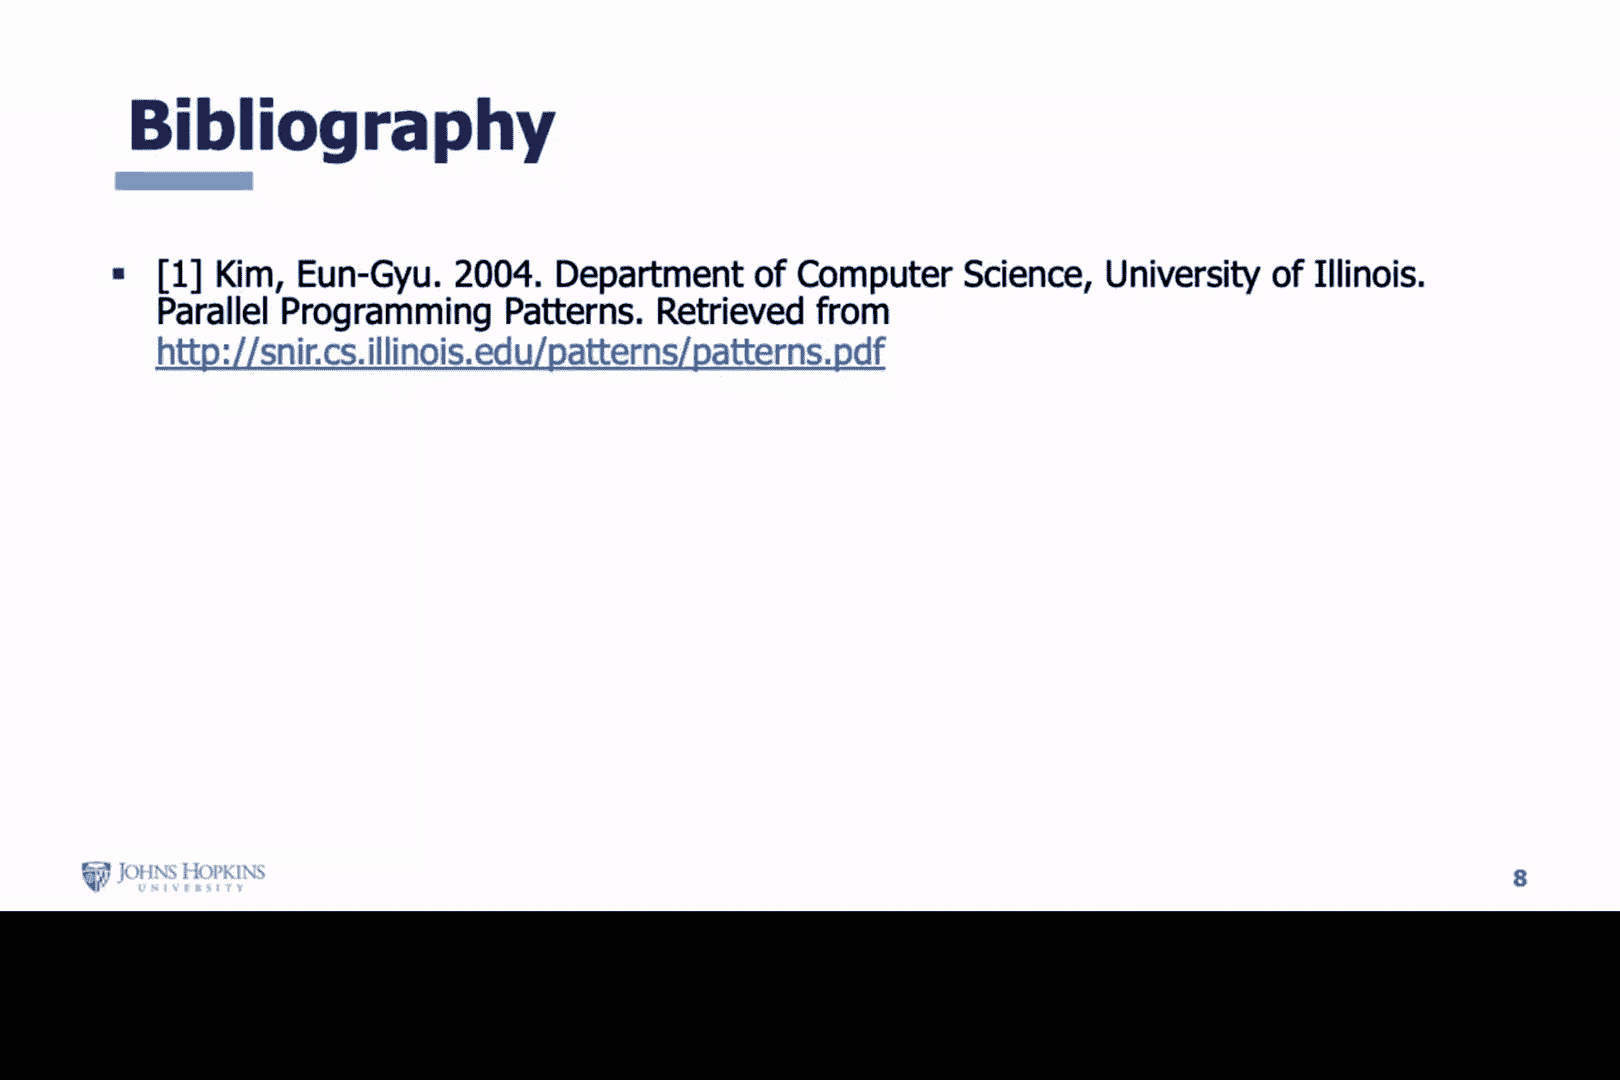 Bibliography
▪ [1] Kim, Eun-Gyu. 2004. Department of Computer Science, University of Illinois.
Parallel Programming Patterns. Retrieved from
http://snir.cs.illinois.edu/patterns/patterns.pdf
JOHNS HOPKINS
UNIVERSITY
8